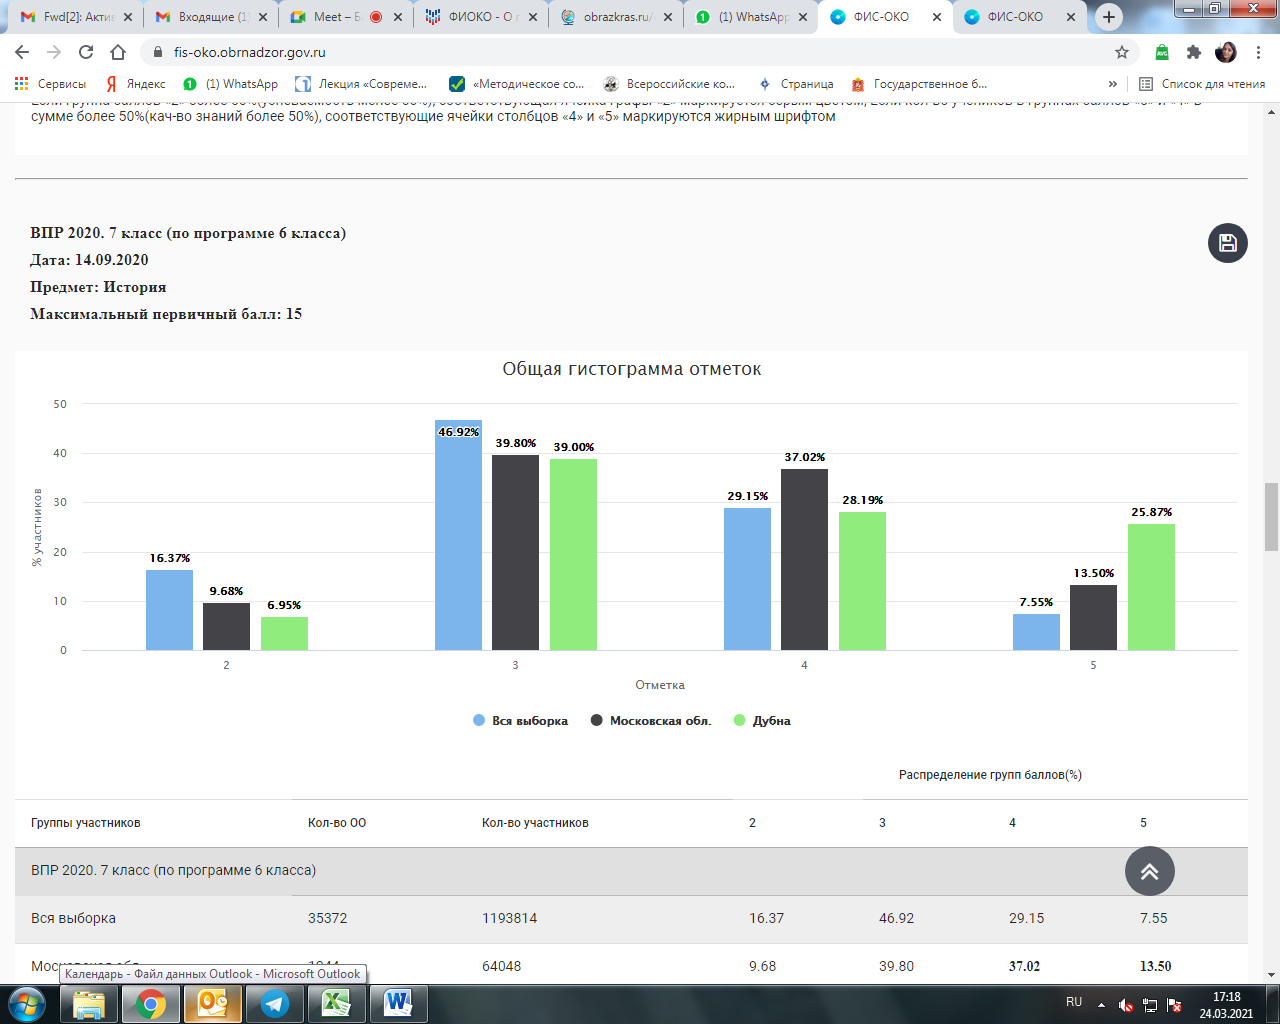 Fwd[2]: Акти
Входящие (1
Meet – Б
ФИОКО - О
obrazkras.ru/
(1) WhatsApp
ФИС-ОКО
ФИС-ОКО
fis-oko.obrnadzor.gov.ru
Сервисы
Яндекс
(1) WhatsApp
Лекция «Совреме...
«Методическое со...
Всероссийские ко...
Страница
Государственное б...
»
Список для чтения
сумме более 50%(кач-во знаний более 50%), соответствующие ячейки столбцов «4» и «5» маркируются жирным шрифтом
ВПР 2020. 7 класс (по программе 6 класса)
Дата: 14.09.2020
Предмет: История
Максимальный первичный балл: 15
Общая гистограмма отметок
% участников
50
40
30
20
10
0
16.37%
9.68%
6.95%
46.92%
39.80%
39.00%
29.15%
37.02%
28.19%
7.55%
13.50%
25.87%
2
3
4
5
Отметка
Вся выборка
Московская обл.
Дубна
Распределение групп баллов(%)
Группы участников Кол-во ОО Кол-во участников 2 3 4 5
ВПР 2020. 7 класс (по программе 6 класса)
Вся выборка 35372 1193814 16.37 46.92 29.15 7.55
64048 9.68 39.80 37.02 13.50
Календарь - Файл данных Outlook - Microsoft Outlook
RU
17:18
24.03.2021